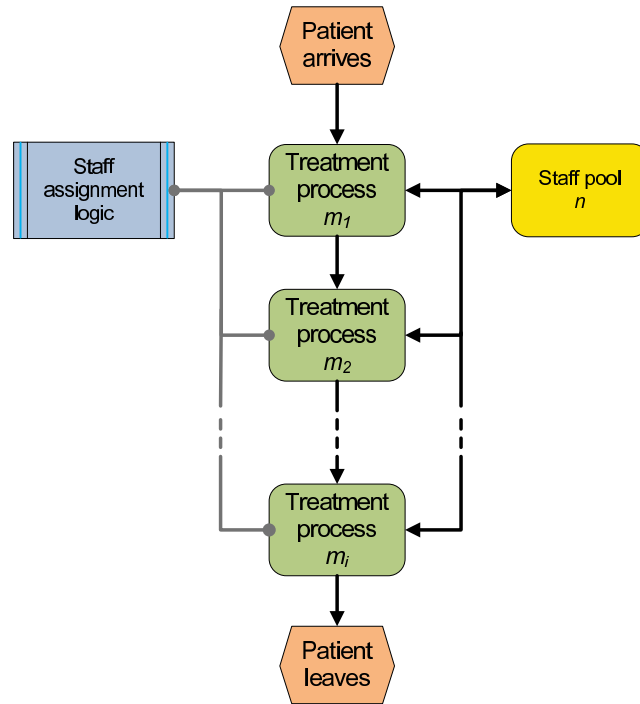 Patient
arrives
Staff
assignment
logic
Treatment
process
m1
Staff pool
n
Treatment
process
m2
Treatment
process
mi
Patient
leaves